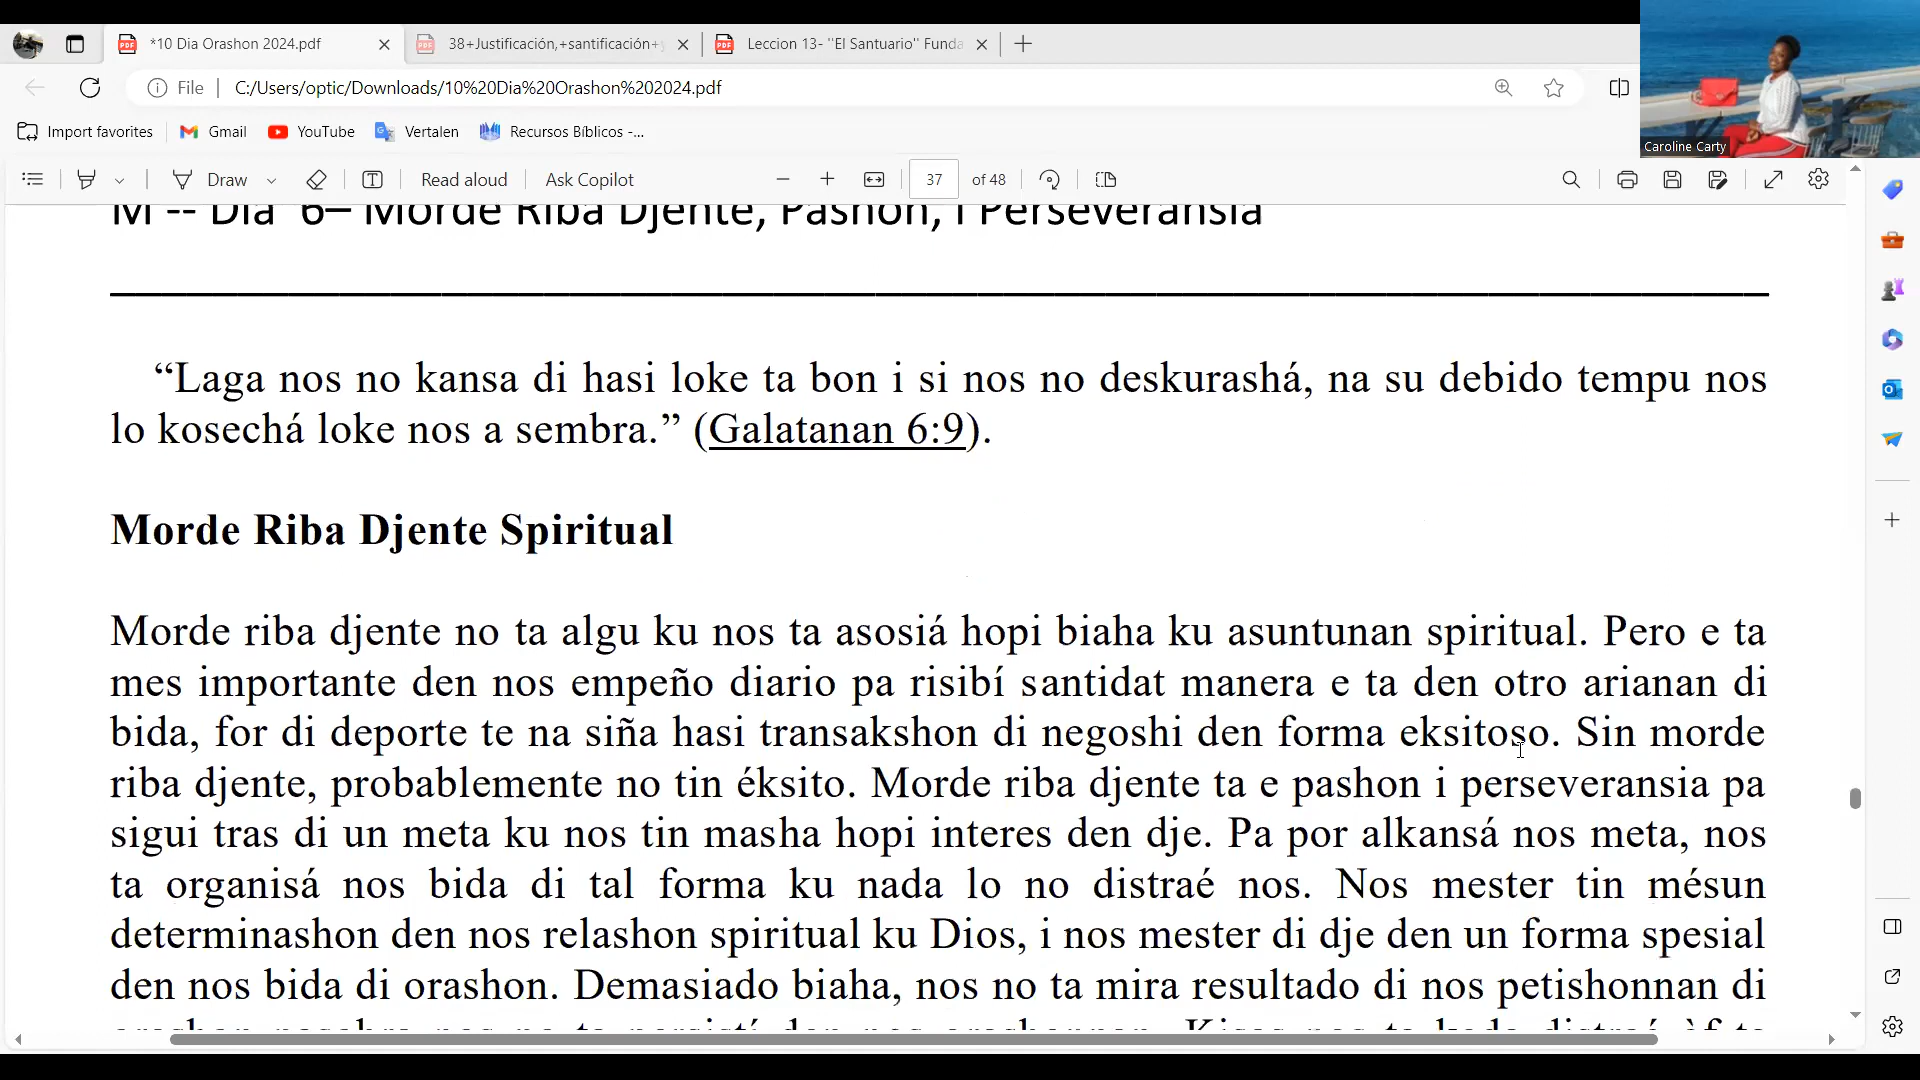 *10 Dia Orashon 2024.pdf
38+Justificación,+santificación+y
Leccion 13- "El Santuario" Funda
File
C:/Users/optic/Downloads/10%20Dia%20Orashon%202024.pdf
Import favorites
Gmail
YouTube
Vertalen
Recursos Bíblicos -...
Caroline Carty
Draw
Read aloud
Ask Copilot
37 of 48
M -- Dia 6– Morde Riba Djente, Pashon, i Perseveransia
“Laga nos no kansa di hasi loke ta bon i si nos no deskurashá, na su debido tempu nos
lo kosechá loke nos a sembra.” (Galatanan 6:9).
Morde Riba Djente Spiritual
Morde riba djente no ta algu ku nos ta asosiá hopi biaha ku asuntunan spiritual. Pero e ta
mes importante den nos empeño diario pa risibí santidat manera e ta den otro arianan di
bida, for di deporte te na siña hasi transakshon di negoshi den forma eksitoso. Sin morde
riba djente, probablemente no tin éksito. Morde riba djente ta e pashon i perseveransia pa
sigui tras di un meta ku nos tin masha hopi interes den dje. Pa por alkansá nos meta, nos
ta organisá nos bida di tal forma ku nada lo no distraé nos. Nos mester tin mésun
determinashon den nos relashon spiritual ku Dios, i nos mester di dje den un forma spesial
den nos bida di orashon. Demasiado biaha, nos no ta mira resultado di nos petishonnan di